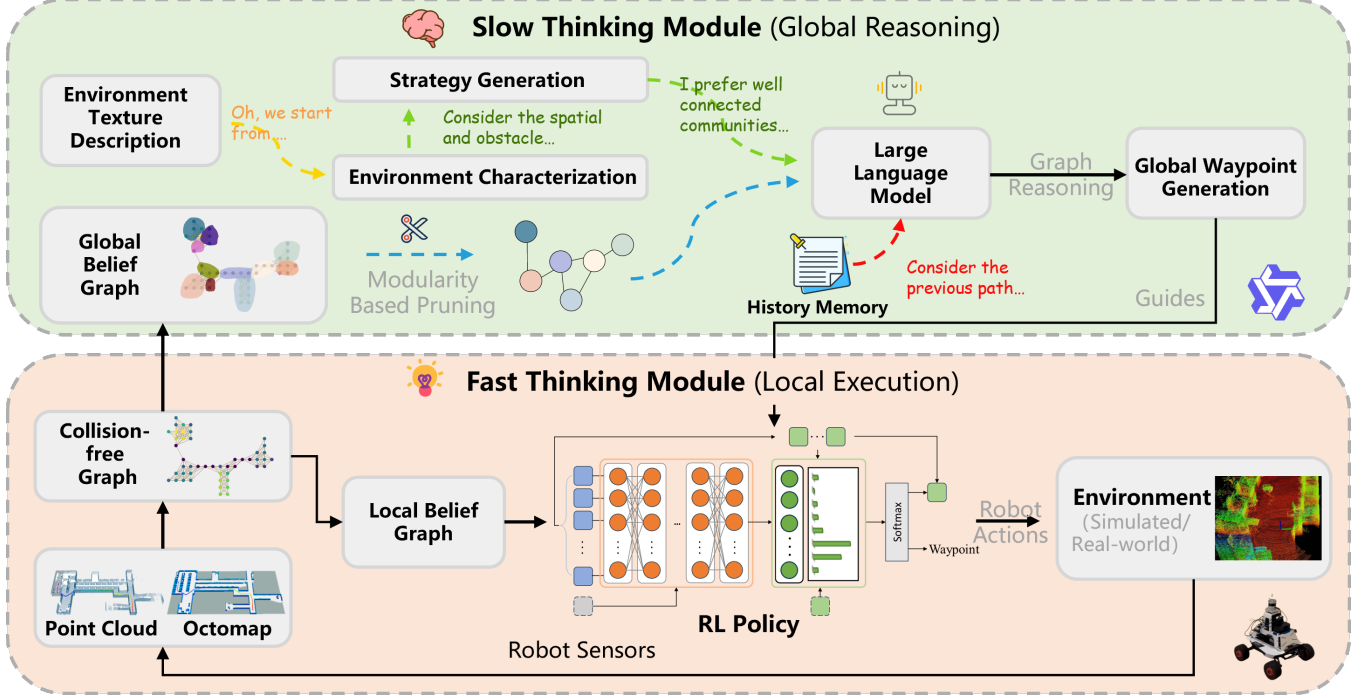 Slow Thinking Module (Global Reasoning)
Environment
Texture
Description
Oh, we start
from....
Strategy Generation
Consider the spatial
and obstacle…
Environment Characterization
I prefer well
connected
communities…
Large
Language
Model
Graph
Reasoning
Global Waypoint
Generation
Global
Belief
Graph
Modularity
Based Pruning
History Memory
Consider the
previous path…
Guides
Fast Thinking Module (Local Execution)
Collision-
free
Graph
Local Belief
Graph
...
Softmax
Waypoint
RL Policy
Robot
Actions
Environment
(Simulated/
Real-world)
Point Cloud
Octomap
Robot Sensors